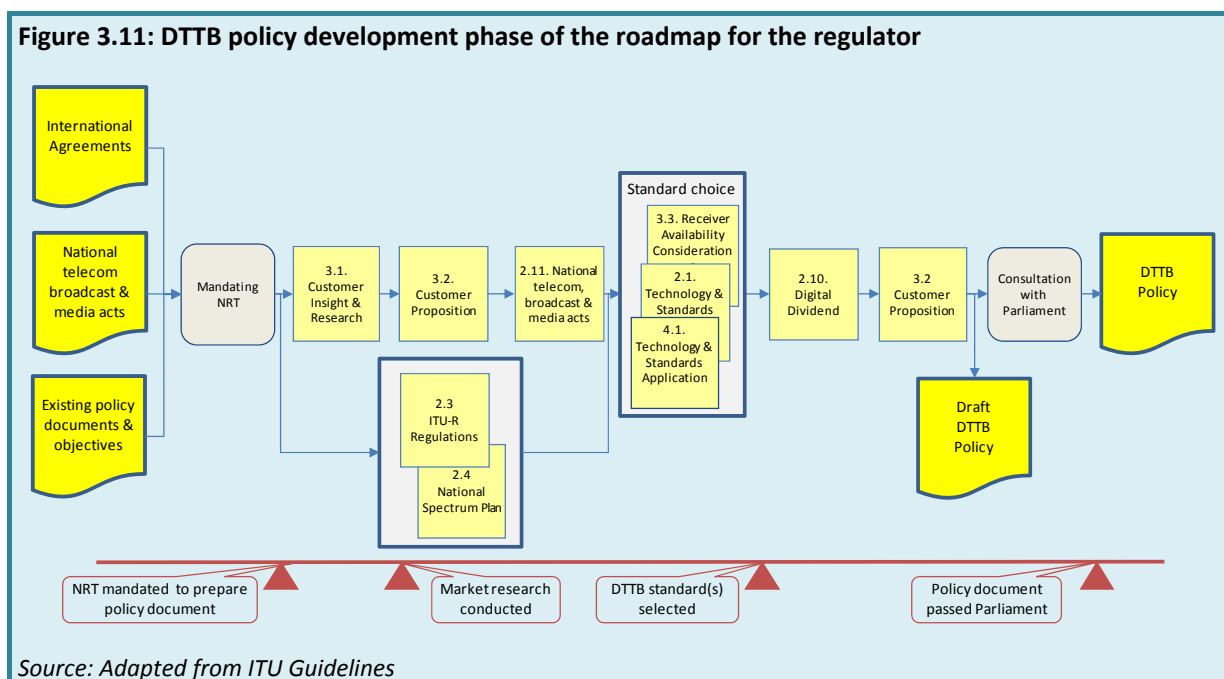 Figure 3.11: DTTB policy development phase of the roadmap for the regulator
International
Agreements
National
telecom
broadcast &
media acts
Existing policy
documents &
objectives
Mandating
NRT
3.1.
Customer
Insight &
Research
3.2.
Customer
Proposition
2.11. National
telecom,
broadcast &
media acts
2.3
ITU-R
Regulations
2.4
National
Spectrum Plan
Standard choice
3.3. Receiver
Availability
Consideration
2.1.
Technology &
Standards
4.1.
Technology &
Standards
Application
2.10.
Digital
Dividend
3.2
Customer
Proposition
Consultation
with
Parliament
DTTB
Policy
Draft
DTTB
Policy
NRT mandated to prepare
policy document
Market research
conducted
DTTB standard(s)
selected
Policy document
passed Parliament
Source: Adapted from ITU Guidelines